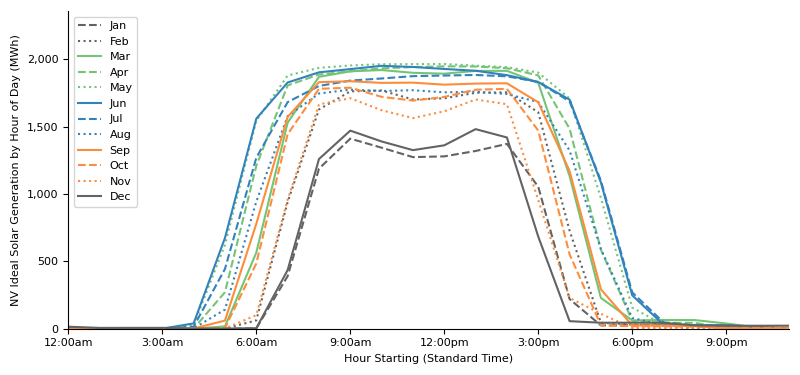 NV Ideal Solar Generation by Hour of Day (MWh)
2,000
1,500
1,000
500
0
Jan
Feb
Mar
Apr
May
Jun
Jul
Aug
Sep
Oct
Nov
Dec
12:00am 3:00am 6:00am 9:00am 12:00pm 3:00pm 6:00pm 9:00pm
Hour Starting (Standard Time)